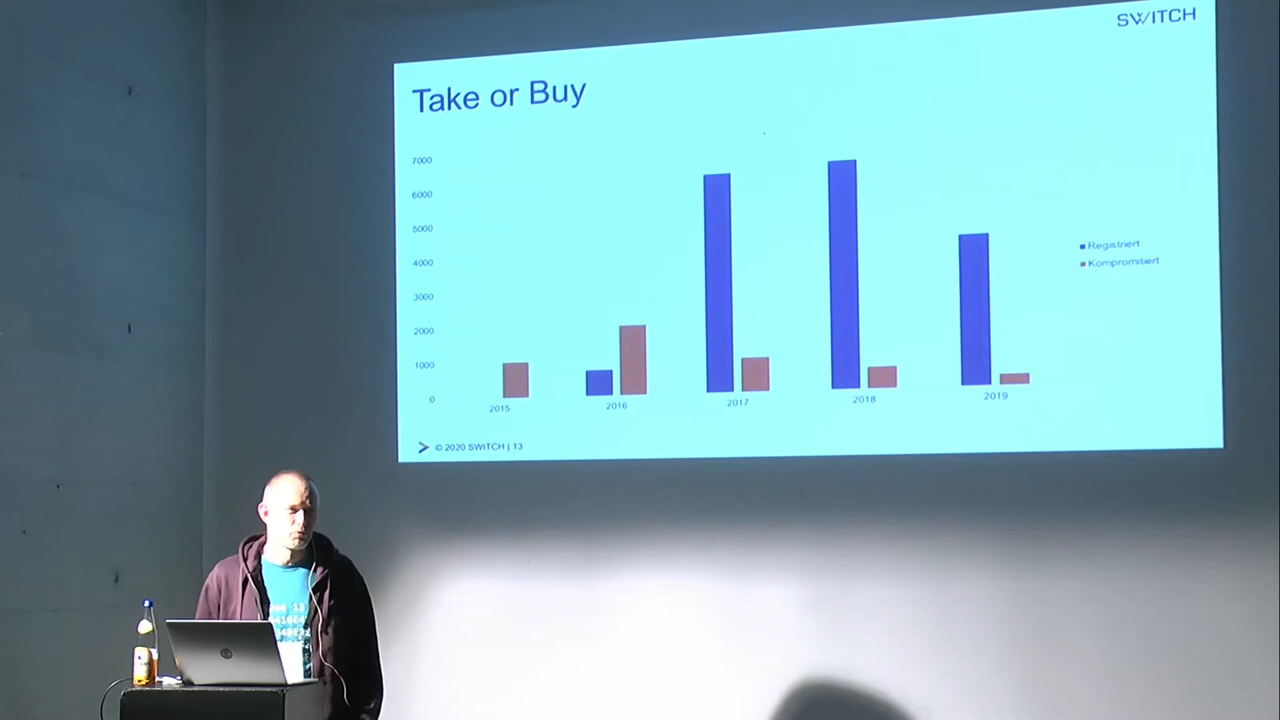 SWITCH
Take or Buy
7000
6000
5000
4000
3000
2000
1000
0
2015
2016
2017
2018
2019
Registriert
Kompromitiert
© 2020 SWITCH | 13